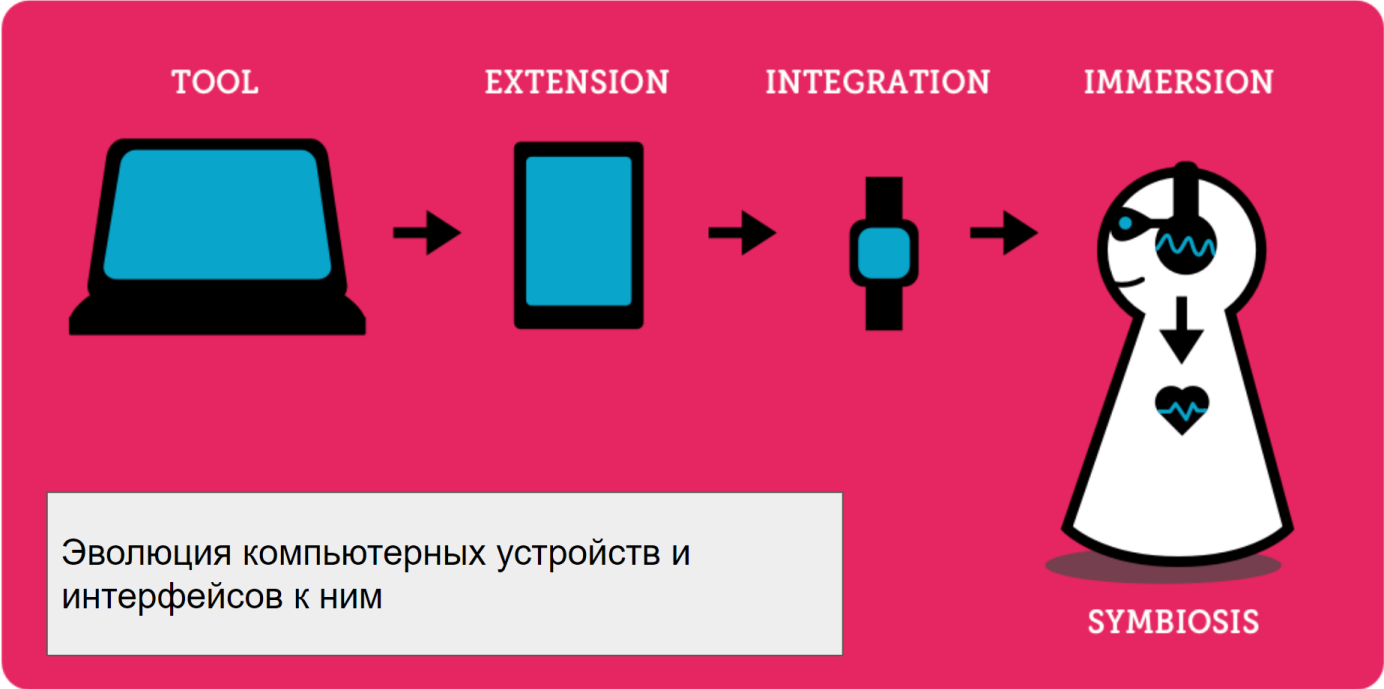 TOOL
EXTENSION
INTEGRATION
IMMERSION
Эволюция компьютерных устройств и
интерфейсов к ним
SYMBIOSIS